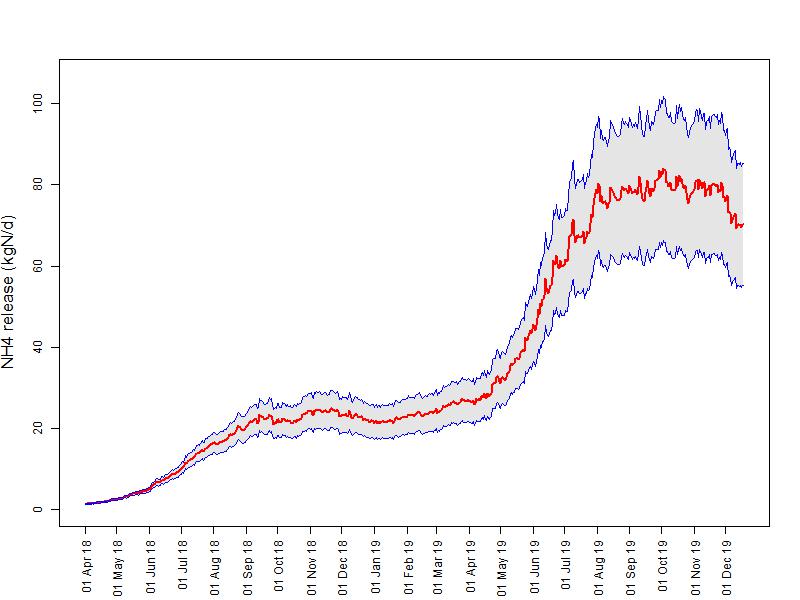 NH4 release (kgN/d)
100
80
60
40
20
0
01 Apr 18
01 May 18
01 Jun 18
01 Jul 18
01 Aug 18
01 Sep 18
01 Oct 18
01 Nov 18
01 Dec 18
01 Jan 19
01 Feb 19
01 Mar 19
01 Apr 19
01 May 19
01 Jun 19
01 Jul 19
01 Aug 19
01 Sep 19
01 Oct 19
01 Nov 19
01 Dec 19